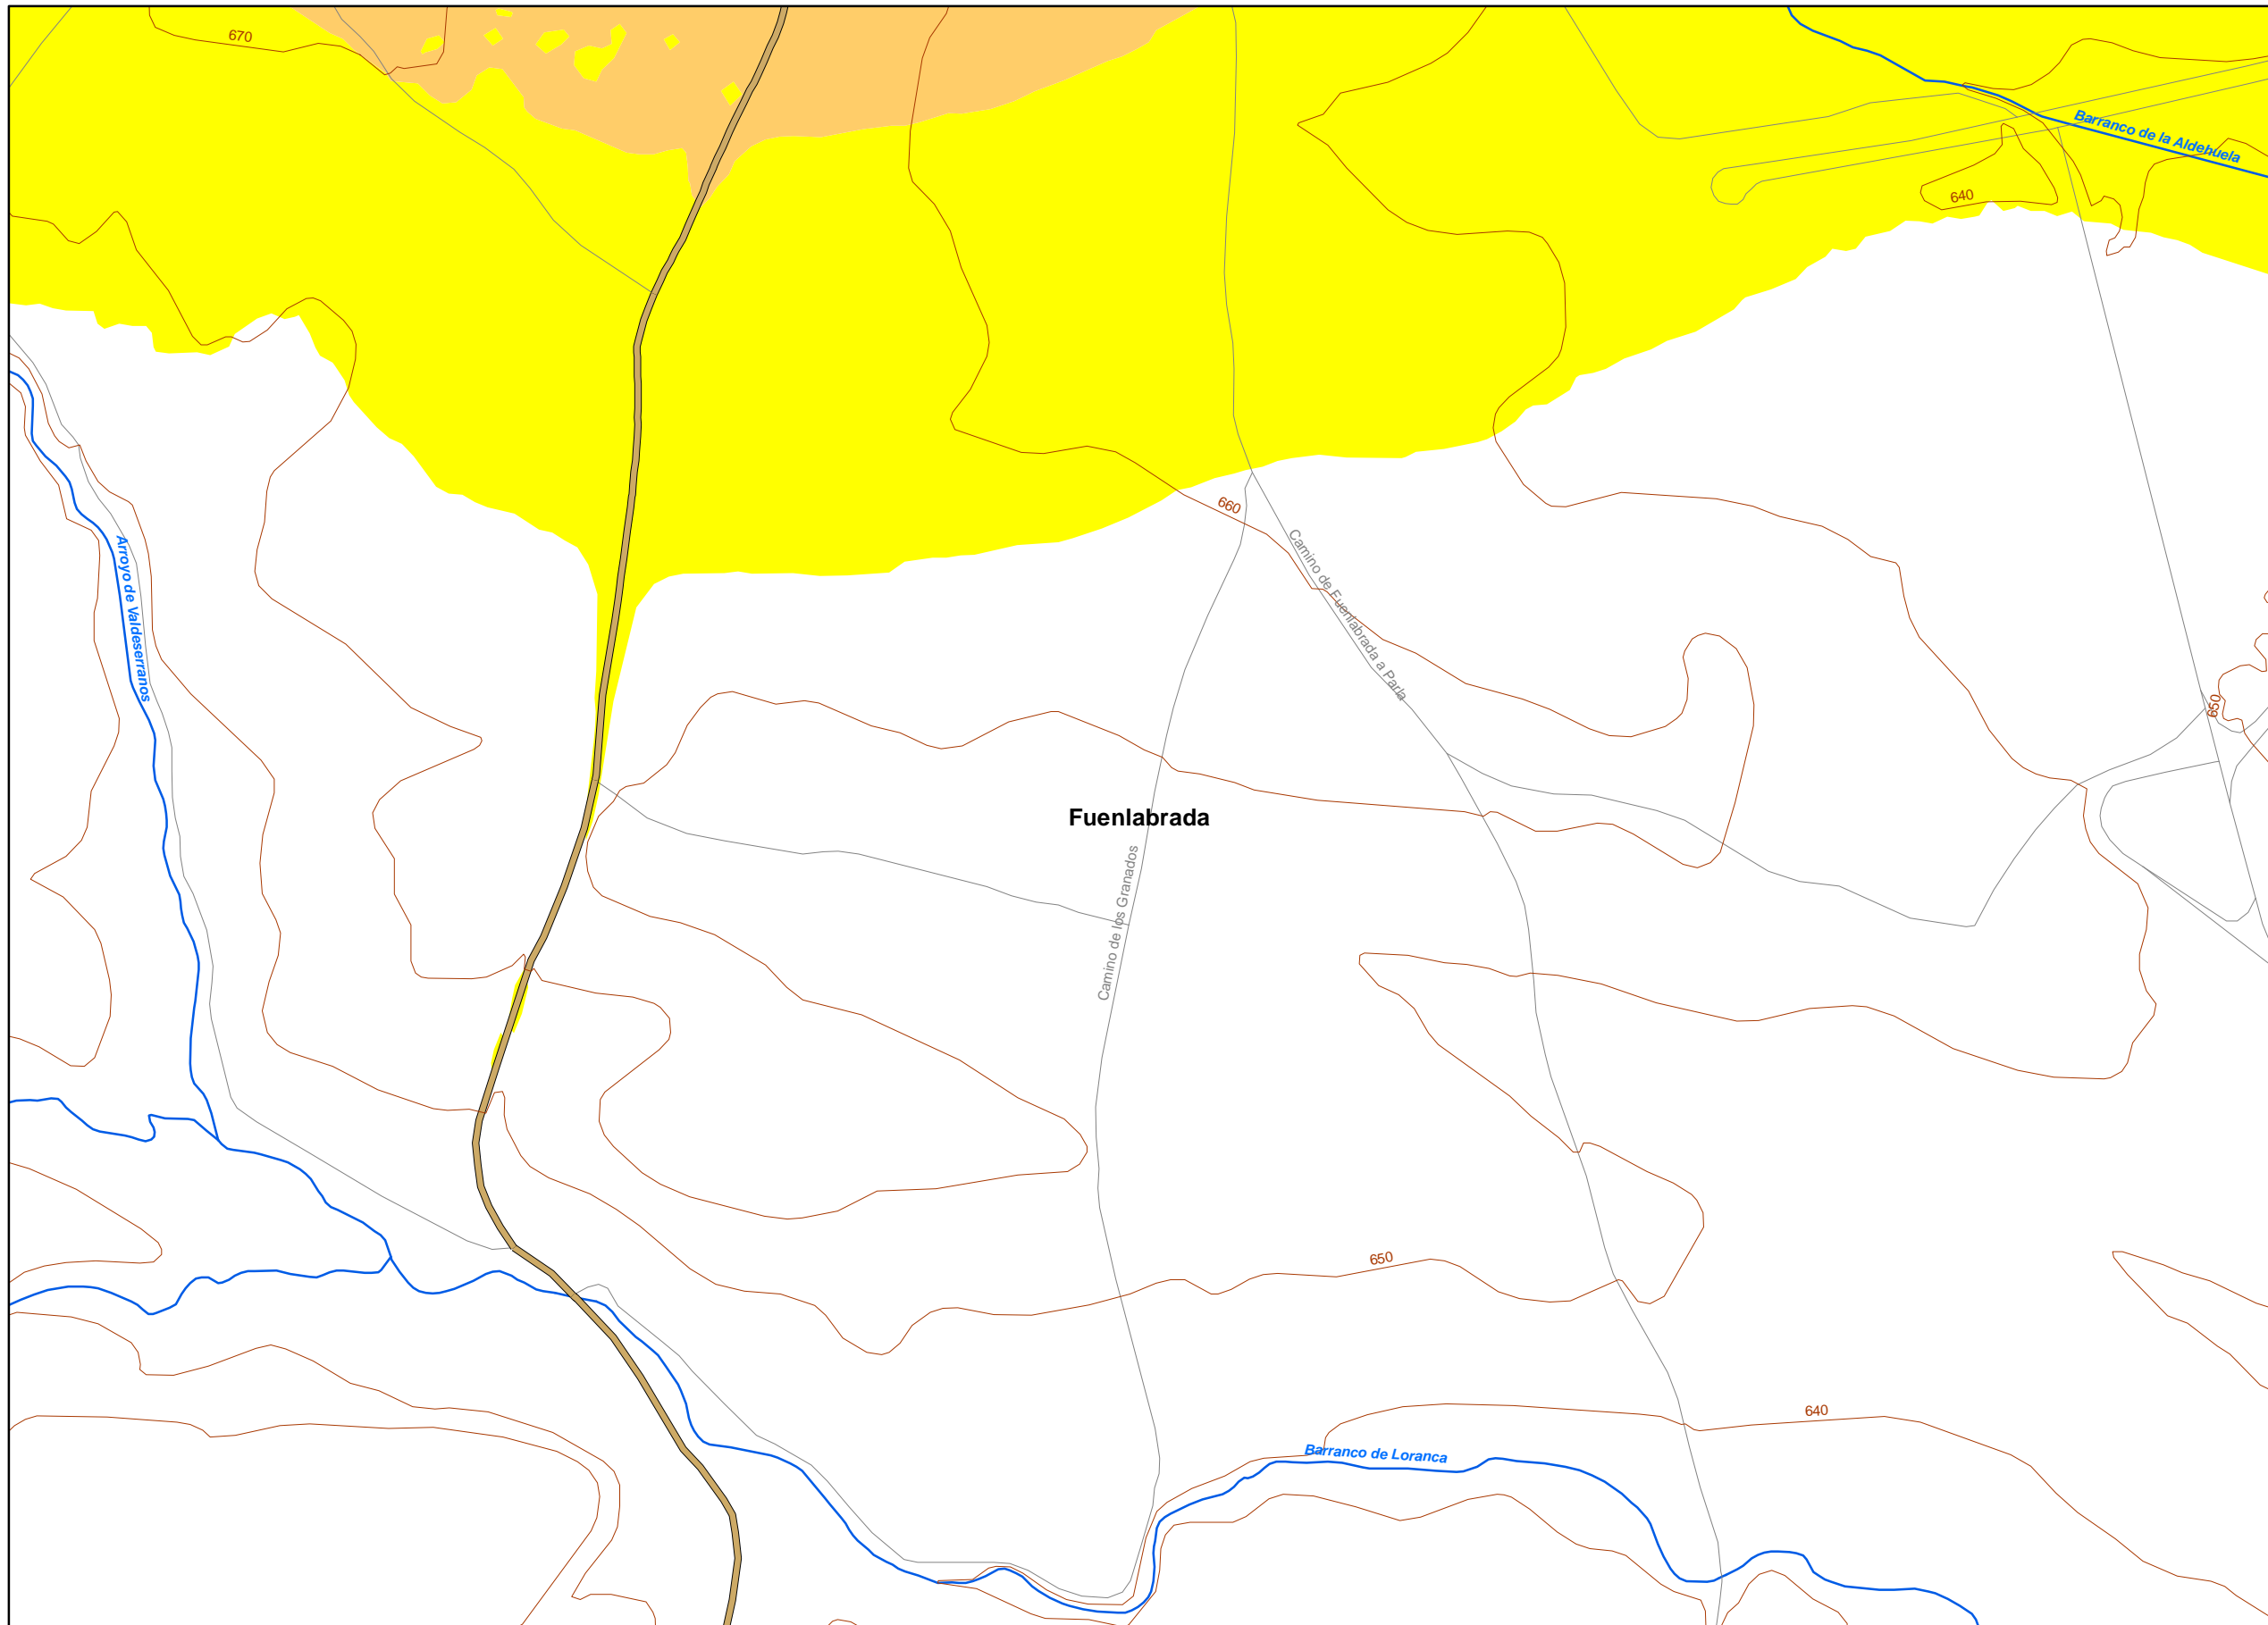 670
Barranco de la Aldehuela
640
660
Camino de Fuenlabrada a Parla
Arroyo de Valdeserranos
650
Fuenlabrada
Camino de los Granados
650
640
Barranco de Loranca